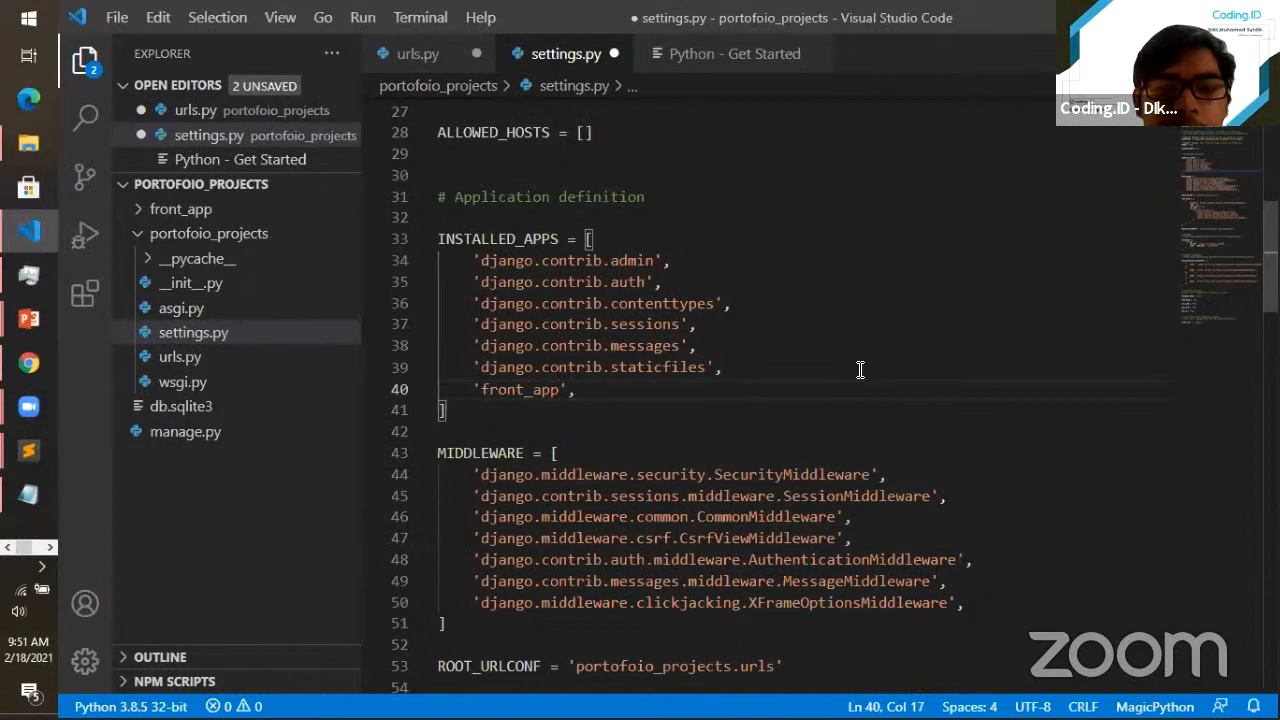 File Edit Selection View Go Run Terminal Help
● settings.py - portofoio_projects - Visual Studio Code
Coding.ID
Coding.ID - Dik...
EXPLORER ...
OPEN EDITORS 2 UNSAVED
urls.py portofoio_projects
settings.py portofoio_projects
Python - Get Started
PORTOFOIO_PROJECTS
front_app
portofoio_projects
__pycache__
__init__.py
asgi.py
settings.py
urls.py
wsgi.py
db.sqlite3
manage.py
OUTLINE
NPM SCRIPTS
2
urls.py
settings.py
Python - Get Started
portofoio_projects > settings.py > ...
27
28 ALLOWED_HOSTS = []
29
30
31 # Application definition
32
33 INSTALLED_APPS = [
34 'django.contrib.admin',
35 'django.contrib.auth',
36 'django.contrib.contenttypes',
37 'django.contrib.sessions',
38 'django.contrib.messages',
39 'django.contrib.staticfiles',
40 'front_app',
41 ]
42
43 MIDDLEWARE = [
44 'django.middleware.security.SecurityMiddleware',
45 'django.contrib.sessions.middleware.SessionMiddleware',
46 'django.middleware.common.CommonMiddleware',
47 'django.middleware.csrf.CsrfViewMiddleware',
48 'django.contrib.auth.middleware.AuthenticationMiddleware',
49 'django.contrib.messages.middleware.MessageMiddleware',
50 'django.middleware.clickjacking.XFrameOptionsMiddleware',
51 ]
52
53 ROOT_URLCONF = 'portofoio_projects.urls'
54
zoom
9:51 AM
2/18/2021
5
Python 3.8.5 32-bit 0 0 Ln 40, Col 17 Spaces: 4 UTF-8 CRLF MagicPython